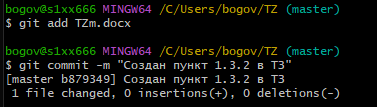 bogov@s1xx666 MINGW64 /C/Users/bogov/TZ (master)
$ git add TZm.docx
bogov@s1xx666 MINGW64 /C/Users/bogov/TZ (master)
$ git commit -m "Создан пункт 1.3.2 в ТЗ"
[master b879349] Создан пункт 1.3.2 в ТЗ
1 file changed, 0 insertions(+), 0 deletions(-)